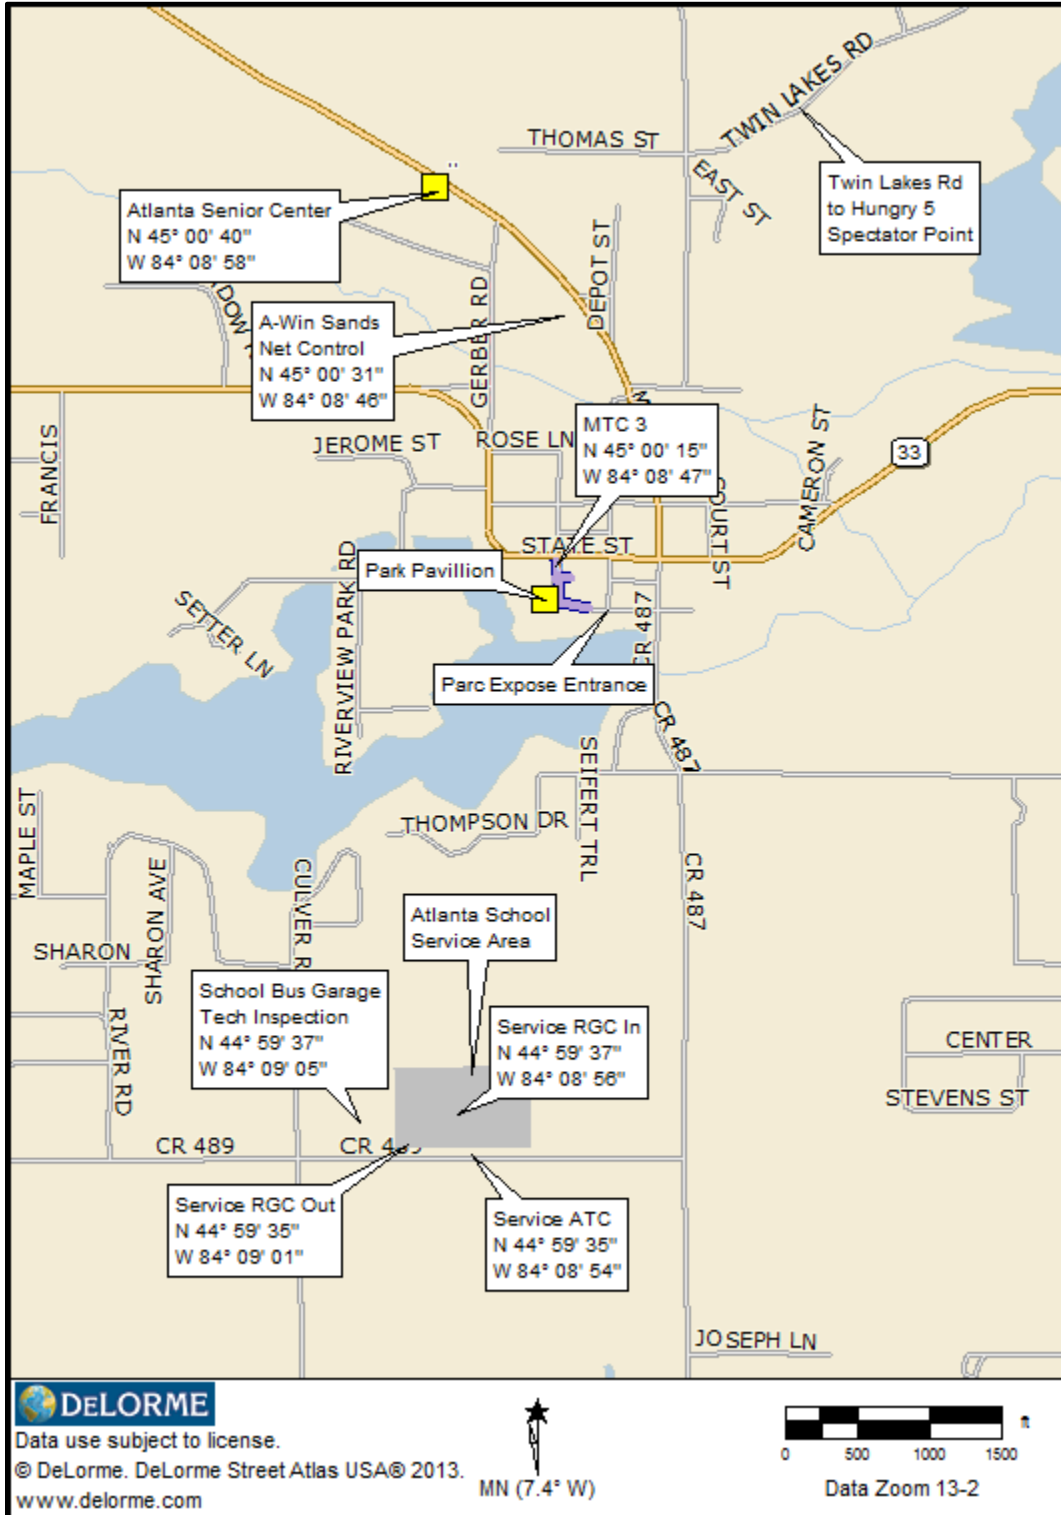 TWIN LAKES RD
THOMAS ST
EAST ST
Twin Lakes Rd
to Hungry 5
Spectator Point
Atlanta Senior Center
N 45° 00' 40"
W 84° 08' 58"
DEPOT ST
GERBER RD
A-Win Sands
Net Control
N 45° 00' 31"
W 84° 08' 46"
MTC 3
N 45° 00' 15"
W 84° 08' 47"
JEROME ST
ROSE LN
FRANCIS
33
CAMERON ST
COURT ST
STATE ST
Park Pavillion
RIVERVIEW PARK RD
SETTER LN
CR 487
Parc Expose Entrance
CR 487
SEIFERT TRL
MAPLE ST
THOMPSON DR
CR 487
SHARON AVE
CULVER R
Atlanta School
Service Area
SHARON
School Bus Garage
Tech Inspection
N 44° 59' 37"
W 84° 09' 05"
Service RGC In
N 44° 59' 37"
W 84° 08' 56"
RIVER RD
CENTER
STEVENS ST
CR 489
CR 489
Service RGC Out
N 44° 59' 35"
W 84° 09' 01"
Service ATC
N 44° 59' 35"
W 84° 08' 54"
JOSEPH LN
DELORME
Data use subject to license.
© DeLorme. DeLorme Street Atlas USA® 2013.
www.delorme.com
MN (7.4° W)
ft
0 500 1000 1500
Data Zoom 13-2